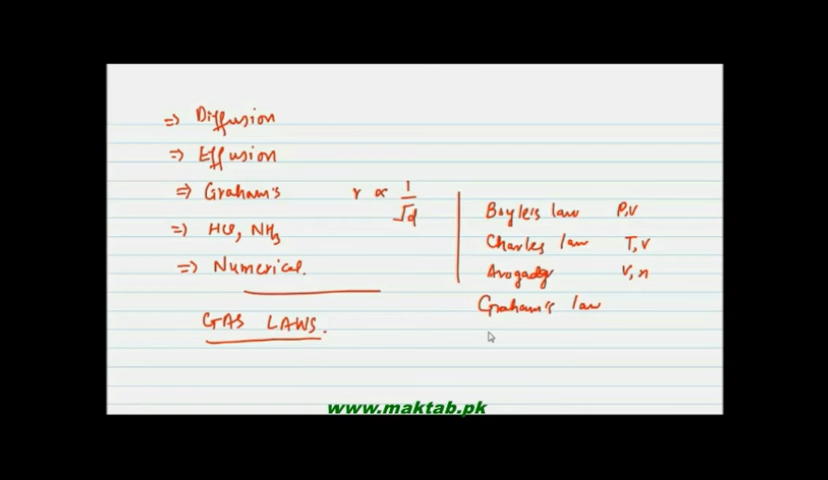 ⇒ Diffusion
⇒ Effusion
⇒ Graham's r ∝ 1/√d
⇒ HCl, NH3
⇒ Numerical.
GAS LAWS.
Boyle's law P,V
Charles law T, V
Avogadro V, n
Graham's law
www.maktab.pk